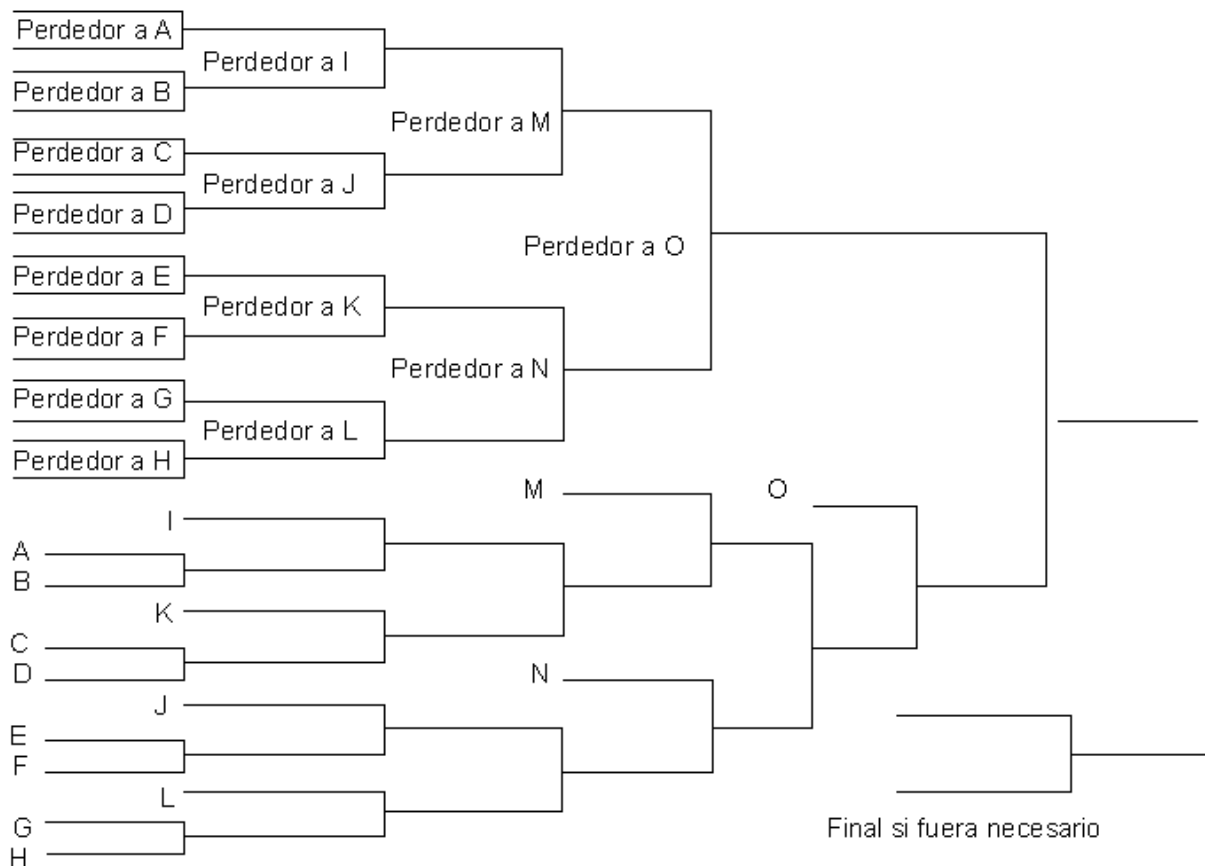 Perdedor a A
Perdedor a I
Perdedor a B
Perdedor a M
Perdedor a C
Perdedor a J
Perdedor a D
Perdedor a O
Perdedor a E
Perdedor a K
Perdedor a F
Perdedor a N
Perdedor a G
Perdedor a L
Perdedor a H
M
O
I
A
B
K
C
D
N
J
E
F
L
G
H
Final si fuera necesario